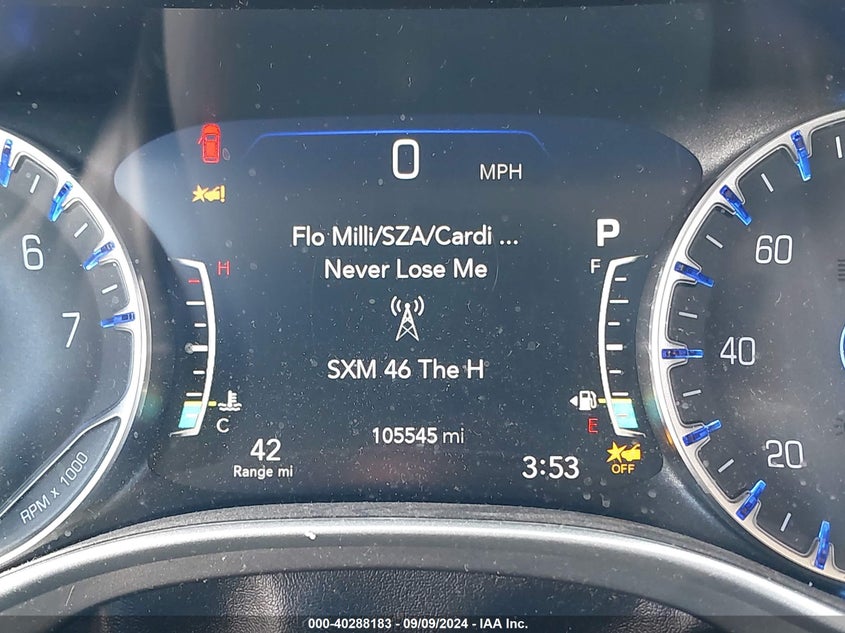 0 MPH
Flo Milli/SZA/Cardi ...
Never Lose Me
P
H
F
6
7
60
40
20
SXM 46 The H
C
E
105545 mi
42
Range mi
3:53
OFF
RPM x 1000
000-40288183 - 09/09/2024 - IAA Inc.